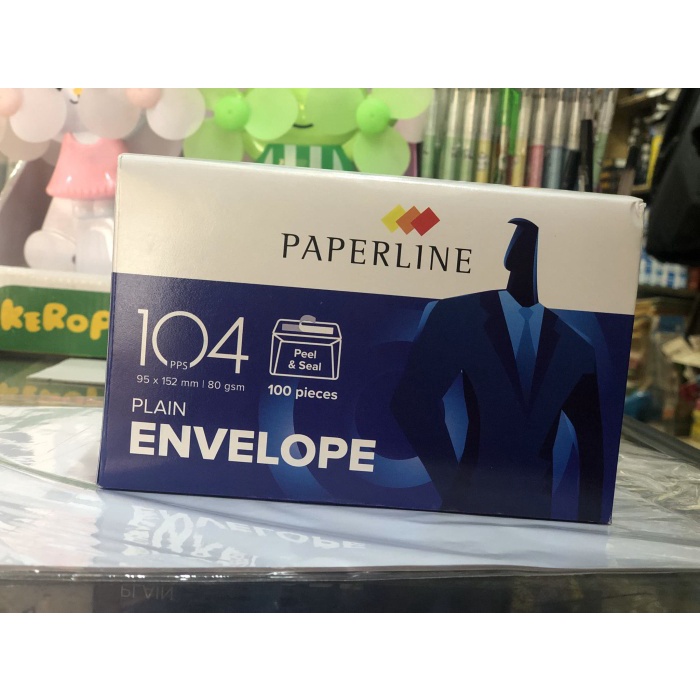 PAPERLINE
104
PPS
95 x 152 mm | 80 gsm
Peel
& Seal
100 pieces
PLAIN
ENVELOPE
KEROP